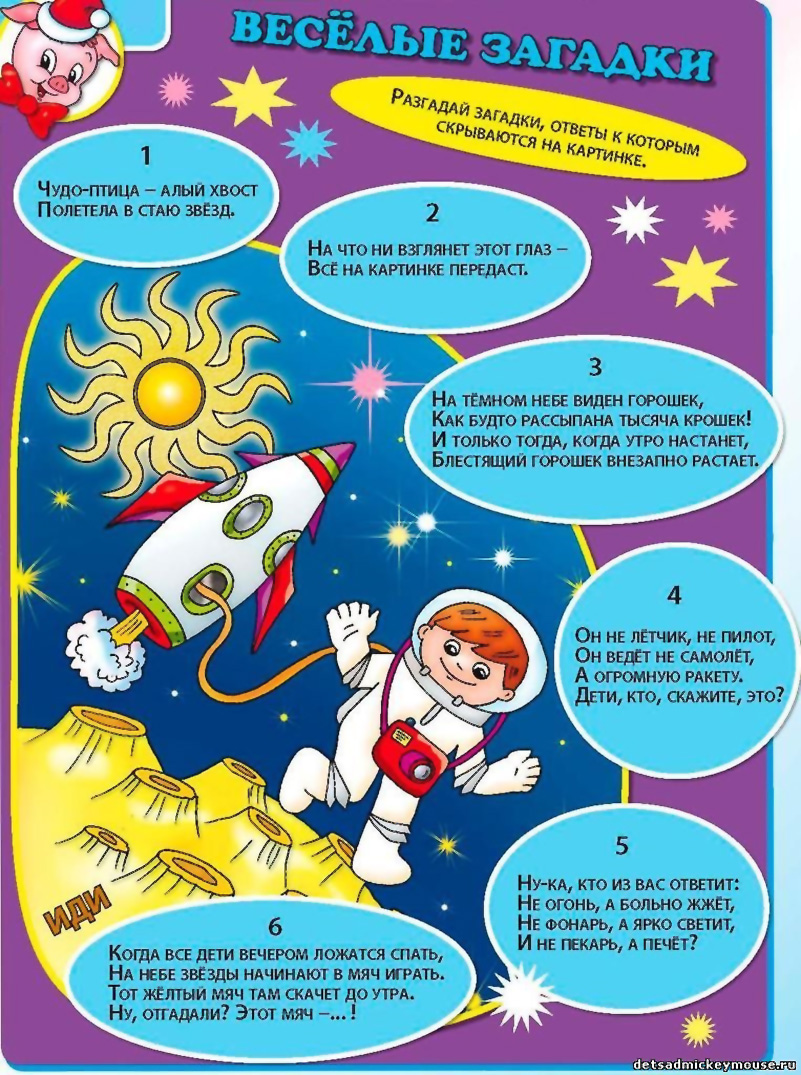 ВЕСЁЛЫЕ ЗАГАДКИ
РАЗГАДАЙ ЗАГАДКИ, ОТВЕТЫ К КОТОРЫМ
СКРЫВАЮТСЯ НА КАРТИНКЕ.
1
ЧУДО-ПТИЦА – АЛЫЙ ХВОСТ
ПОЛЕТЕЛА В СТАЮ ЗВЁЗД.
2
НА ЧТО НИ ВЗГЛЯНЕТ ЭТОТ ГЛАЗ –
ВСЁ НА КАРТИНКЕ ПЕРЕДАСТ.
3
НА ТЁМНОМ НЕБЕ ВИДЕН ГОРОШЕК,
КАК БУДТО РАССЫПАНА ТЫСЯЧА КРОШЕК!
И ТОЛЬКО ТОГДА, КОГДА УТРО НАСТАНЕТ,
БЛЕСТЯЩИЙ ГОРОШЕК ВНЕЗАПНО РАСТАЕТ.
4
ОН НЕ ЛЁТЧИК, НЕ ПИЛОТ,
ОН ВЕДЁТ НЕ САМОЛЁТ,
А ОГРОМНУЮ РАКЕТУ.
ДЕТИ, КТО, СКАЖИТЕ, ЭТО?
5
НУ-КА, КТО ИЗ ВАС ОТВЕТИТ:
НЕ ОГОНЬ, А БОЛЬНО ЖЖЁТ,
НЕ ФОНАРЬ, А ЯРКО СВЕТИТ,
И НЕ ПЕКАРЬ, А ПЕЧЁТ?
ИДИ
6
КОГДА ВСЕ ДЕТИ ВЕЧЕРОМ ЛОЖАТСЯ СПАТЬ,
НА НЕБЕ ЗВЁЗДЫ НАЧИНАЮТ В МЯЧ ИГРАТЬ.
ТОТ ЖЁЛТЫЙ МЯЧ ТАМ СКАЧЕТ ДО УТРА.
НУ, ОТГАДАЛИ? ЭТОТ МЯЧ –... !
detsadmickeymouse.ru